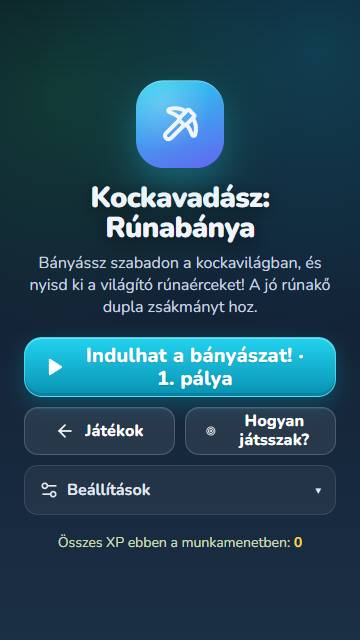 Kockavadász:
Rúnabánya
Bányássz szabadon a kockavilágban, és
nyisd ki a világító rúnaérceket! A jó rúnakő
dupla zsákmányt hoz.
Indulhat a bányászat! ·
1. pálya
Játékok
Hogyan
játsszak?
Beállítások
Összes XP ebben a munkamenetben: 0